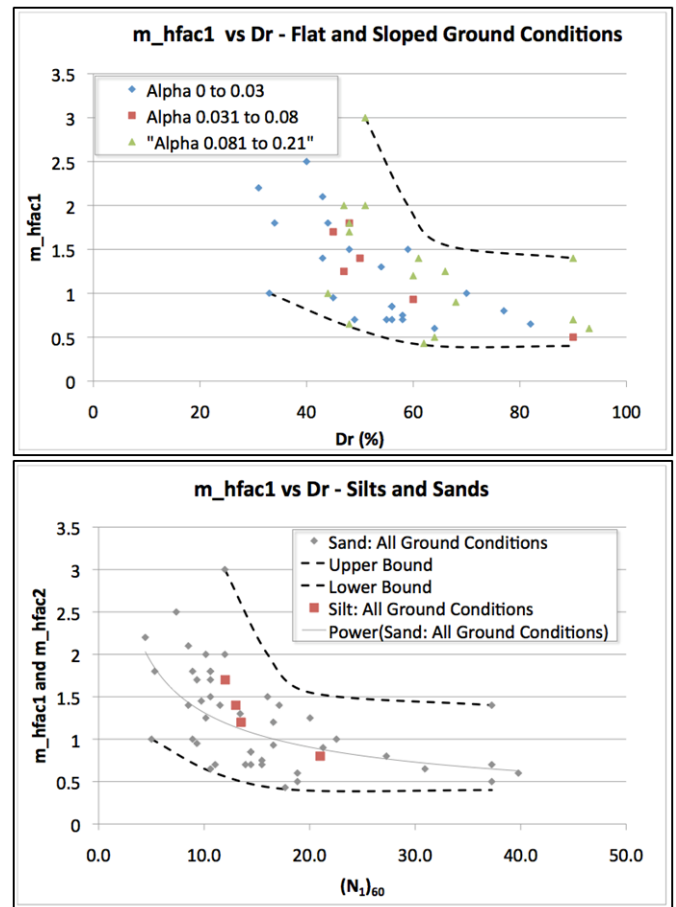 m_hfac1 vs Dr - Flat and Sloped Ground Conditions
3.5
3
2.5
2
1.5
1
0.5
0
m_hfac1
Alpha 0 to 0.03
Alpha 0.031 to 0.08
"Alpha 0.081 to 0.21"
0 20 40 60 80 100
Dr (%)
m_hfac1 vs Dr - Silts and Sands
3.5
3
2.5
2
1.5
1
0.5
0
m_hfac1 and m_hfac2
Sand: All Ground Conditions
Upper Bound
Lower Bound
Silt: All Ground Conditions
Power(Sand: All Ground Conditions)
0.0 10.0 20.0 30.0 40.0 50.0
(N₁)₆₀